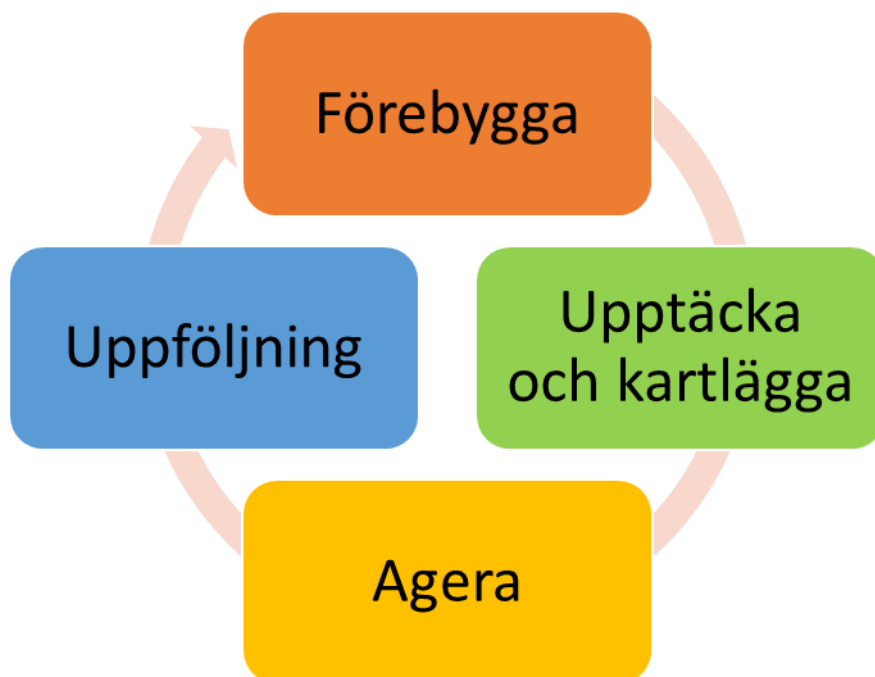 Förebygga
Upptäcka
och kartlägga
Agera
Uppföljning